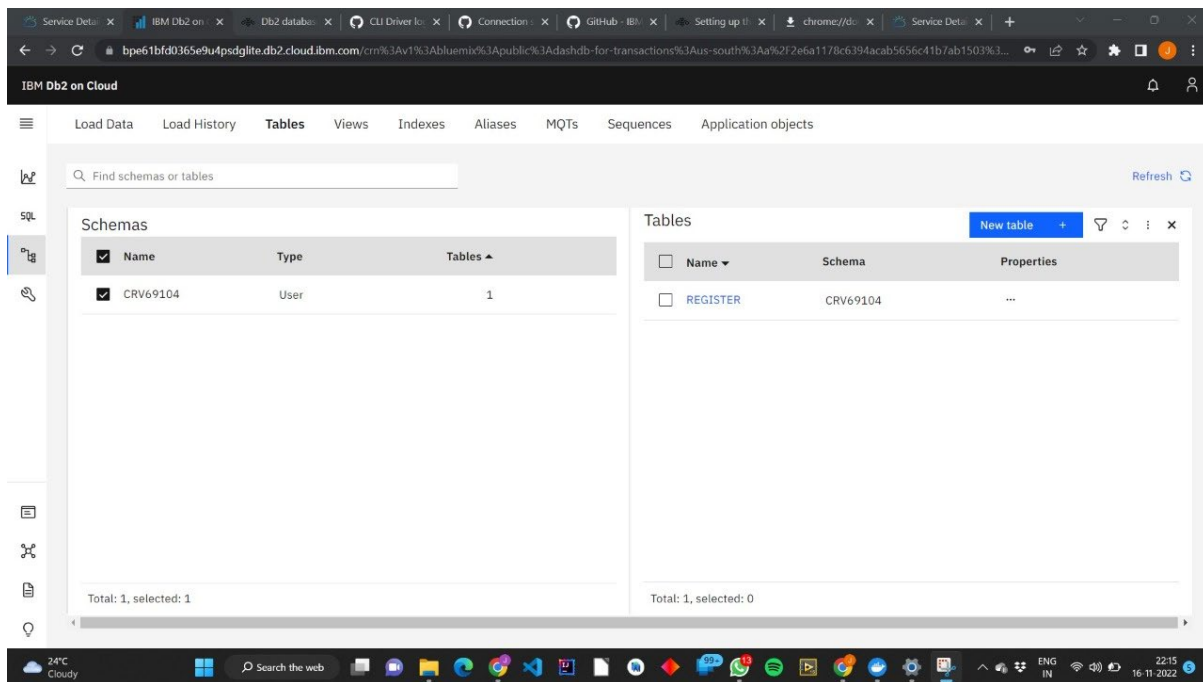 Service Detai IBM Db2 on C Db2 databas CLI Driver lo Connection s GitHub - IBM Setting up th chrome://do Service Detai
bpe61bfd0365e9u4psdglite.db2.cloud.ibm.com/crn%3Av1%3Abluemix%3Apublic%3Adashdb-for-transactions%3Aus-south%3Aa%2F2e6a1178c6394acab5656c41b7ab1503%3...
J
IBM Db2 on Cloud
Load Data Load History Tables Views Indexes Aliases MQTs Sequences Application objects
Find schemas or tables
Refresh
SQL
Schemas
Name Type Tables
CRV69104 User 1
Total: 1, selected: 1
Tables
New table +
Name Schema Properties
REGISTER CRV69104 ...
Total: 1, selected: 0
24°C
Cloudy
Search the web
99+
13
ENG
IN
22:15
16-11-2022
5